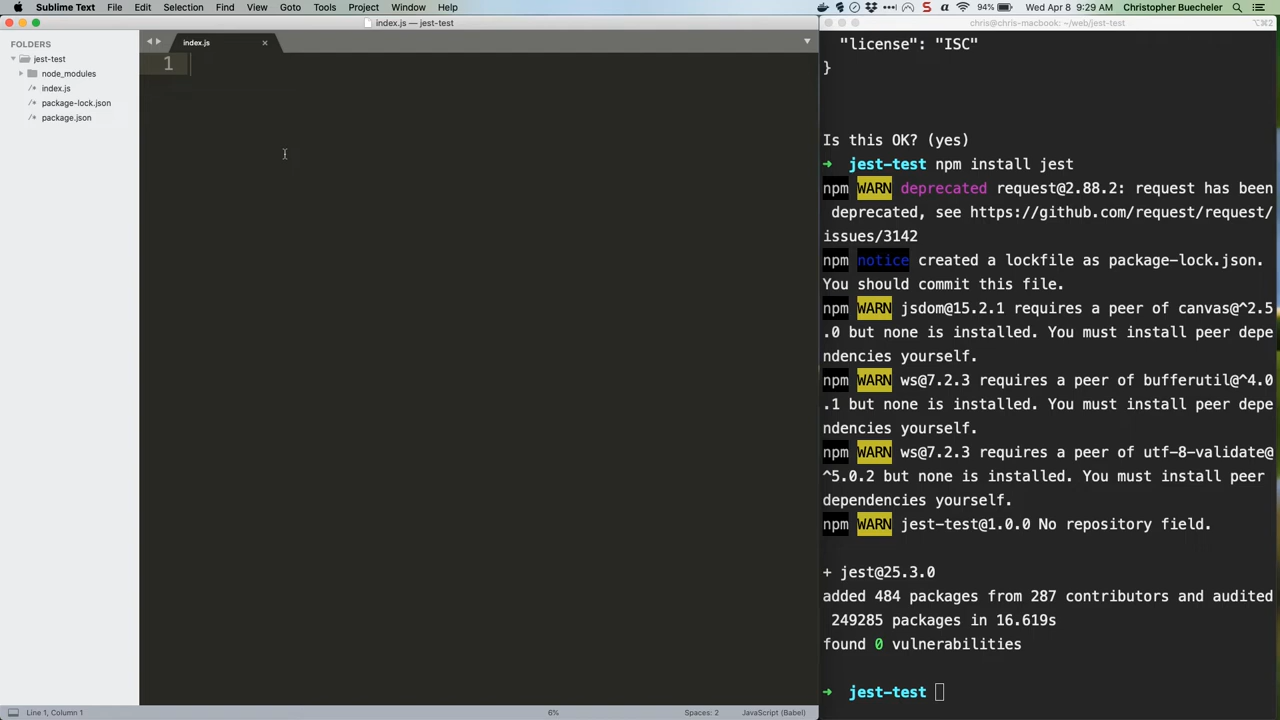 Sublime Text File Edit Selection Find View Goto Tools Project Window Help
94% Wed Apr 8 9:29 AM Christopher Buecheler
index.js — jest-test
FOLDERS
jest-test
node_modules
index.js
package-lock.json
package.json
index.js
1
Line 1, Column 1
6%
Spaces: 2
JavaScript (Babel)
chris@chris-macbook: ~/web/jest-test
⌥⌘2
"license": "ISC"
}
Is this OK? (yes)
➜ jest-test npm install jest
npm WARN deprecated request@2.88.2: request has been
deprecated, see https://github.com/request/request/
issues/3142
npm notice created a lockfile as package-lock.json.
You should commit this file.
npm WARN jsdom@15.2.1 requires a peer of canvas@^2.5
.0 but none is installed. You must install peer depe
ndencies yourself.
npm WARN ws@7.2.3 requires a peer of bufferutil@^4.0
.1 but none is installed. You must install peer depe
ndencies yourself.
npm WARN ws@7.2.3 requires a peer of utf-8-validate@
^5.0.2 but none is installed. You must install peer
dependencies yourself.
npm WARN jest-test@1.0.0 No repository field.
+ jest@25.3.0
added 484 packages from 287 contributors and audited
249285 packages in 16.619s
found 0 vulnerabilities
➜ jest-test